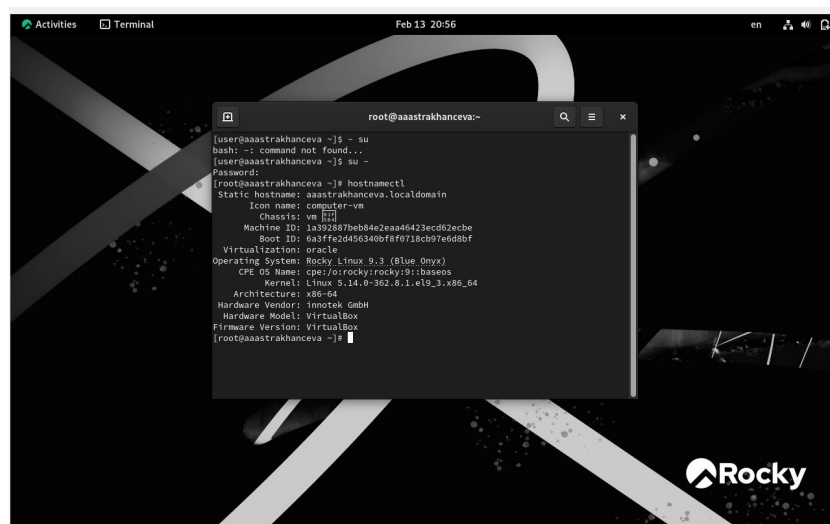 Activities Terminal Feb 13 20:56 en
root@aaastrakhanceva:~
[user@aaastrakhanceva ~]$ - su
bash: -: command not found...
[user@aaastrakhanceva ~]$ su -
Password:
[root@aaastrakhanceva ~]# hostnamectl
Static hostname: aaastrakhanceva.localdomain
Icon name: computer-vm
Chassis: vm
Machine ID: 1a392887beb84e2eaa46423ecd62ecbe
Boot ID: 6a3ffe2d456340bf8f0718cb97e6d8bf
Virtualization: oracle
Operating System: Rocky Linux 9.3 (Blue Onyx)
CPE OS Name: cpe:/o:rocky:rocky:9::baseos
Kernel: Linux 5.14.0-362.8.1.el9_3.x86_64
Architecture: x86-64
Hardware Vendor: innotek GmbH
Hardware Model: VirtualBox
Firmware Version: VirtualBox
[root@aaastrakhanceva ~]#
Rocky